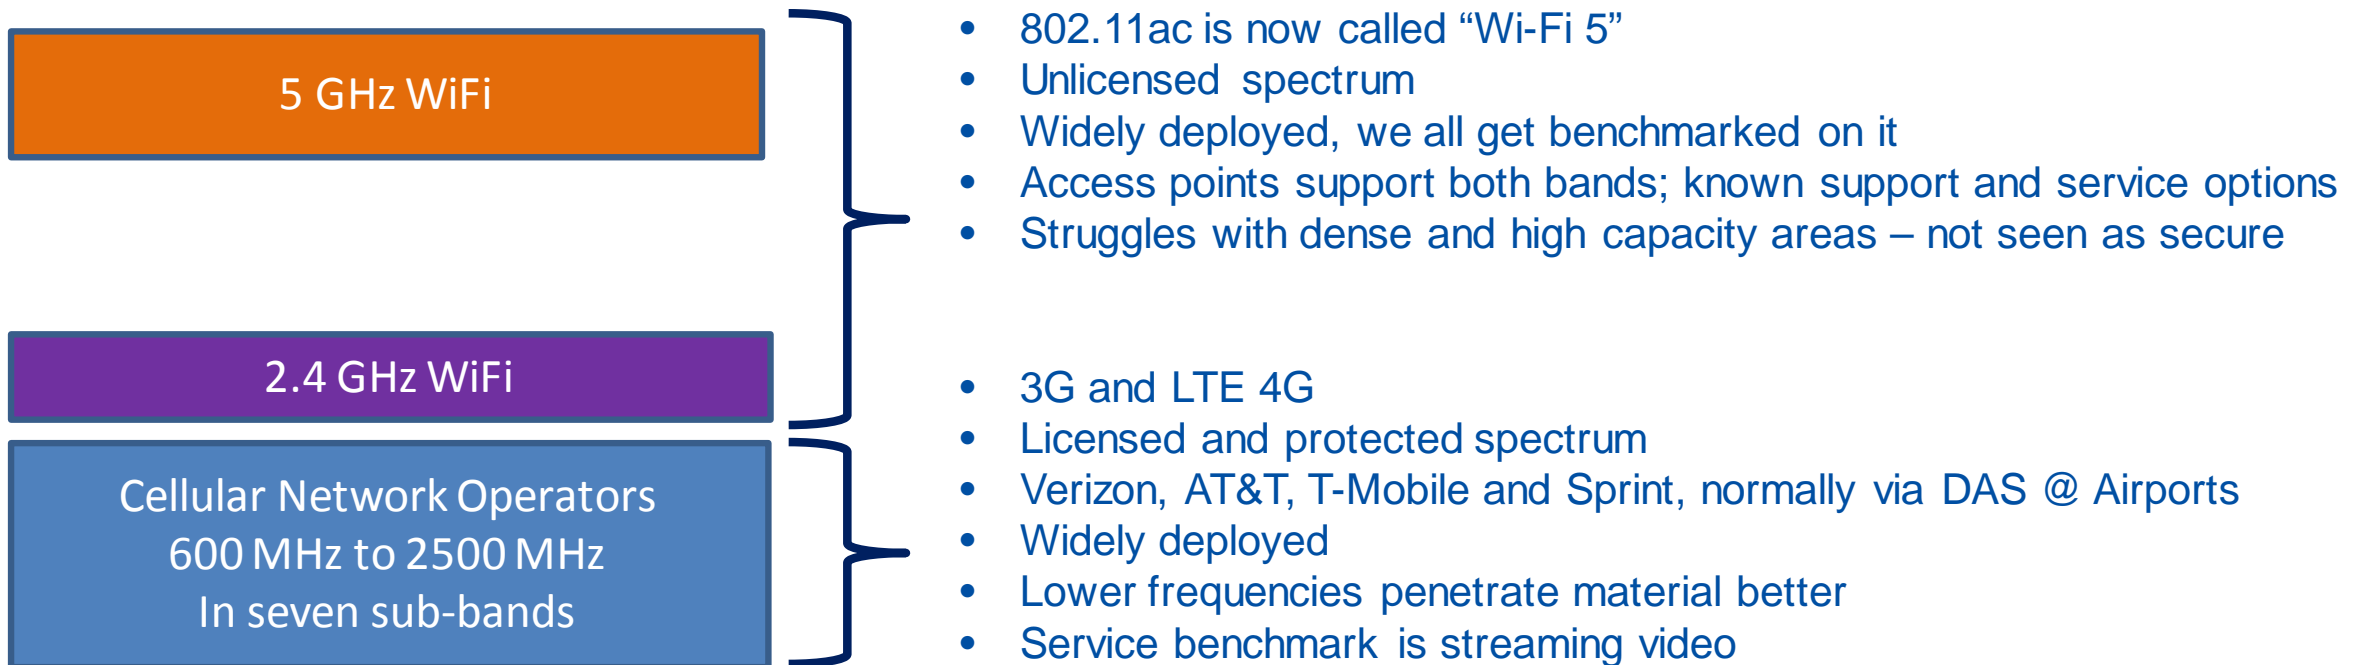 5 GHz WiFi
• 802.11ac is now called “Wi-Fi 5”
• Unlicensed spectrum
• Widely deployed, we all get benchmarked on it
• Access points support both bands; known support and service options
• Struggles with dense and high capacity areas – not seen as secure
2.4 GHz WiFi
Cellular Network Operators
600 MHz to 2500 MHz
In seven sub-bands
• 3G and LTE 4G
• Licensed and protected spectrum
• Verizon, AT&T, T-Mobile and Sprint, normally via DAS @ Airports
• Widely deployed
• Lower frequencies penetrate material better
• Service benchmark is streaming video